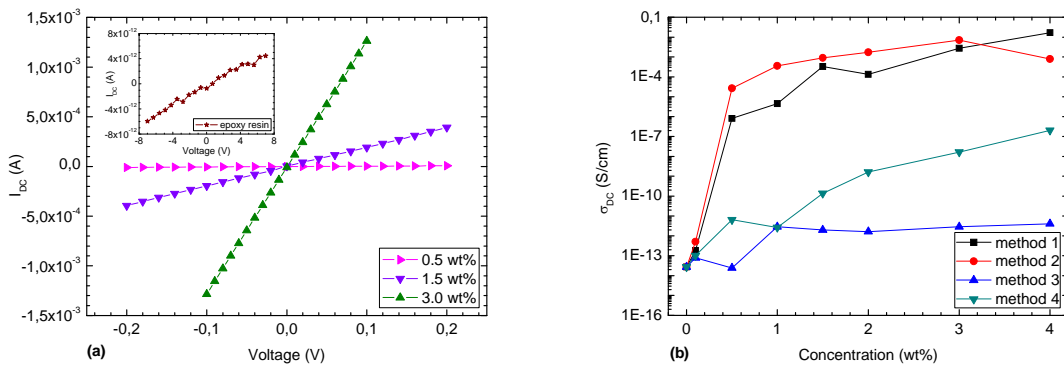 1,5x10⁻³
1,0x10⁻³
5,0x10⁻⁴
0,0
-5,0x10⁻⁴
-1,0x10⁻³
-1,5x10⁻³
I_DC (A)
8x10⁻¹²
4x10⁻¹²
0
-4x10⁻¹²
-8x10⁻¹²
I_DC (A)
epoxy resin
-8 -4 0 4 8
Voltage (V)
0.5 wt%
1.5 wt%
3.0 wt%
-0,2 -0,1 0,0 0,1 0,2
(a)
Voltage (V)
0,1
1E-4
1E-7
1E-10
1E-13
1E-16
σ_DC (S/cm)
method 1
method 2
method 3
method 4
0 1 2 3 4
(b)
Concentration (wt%)